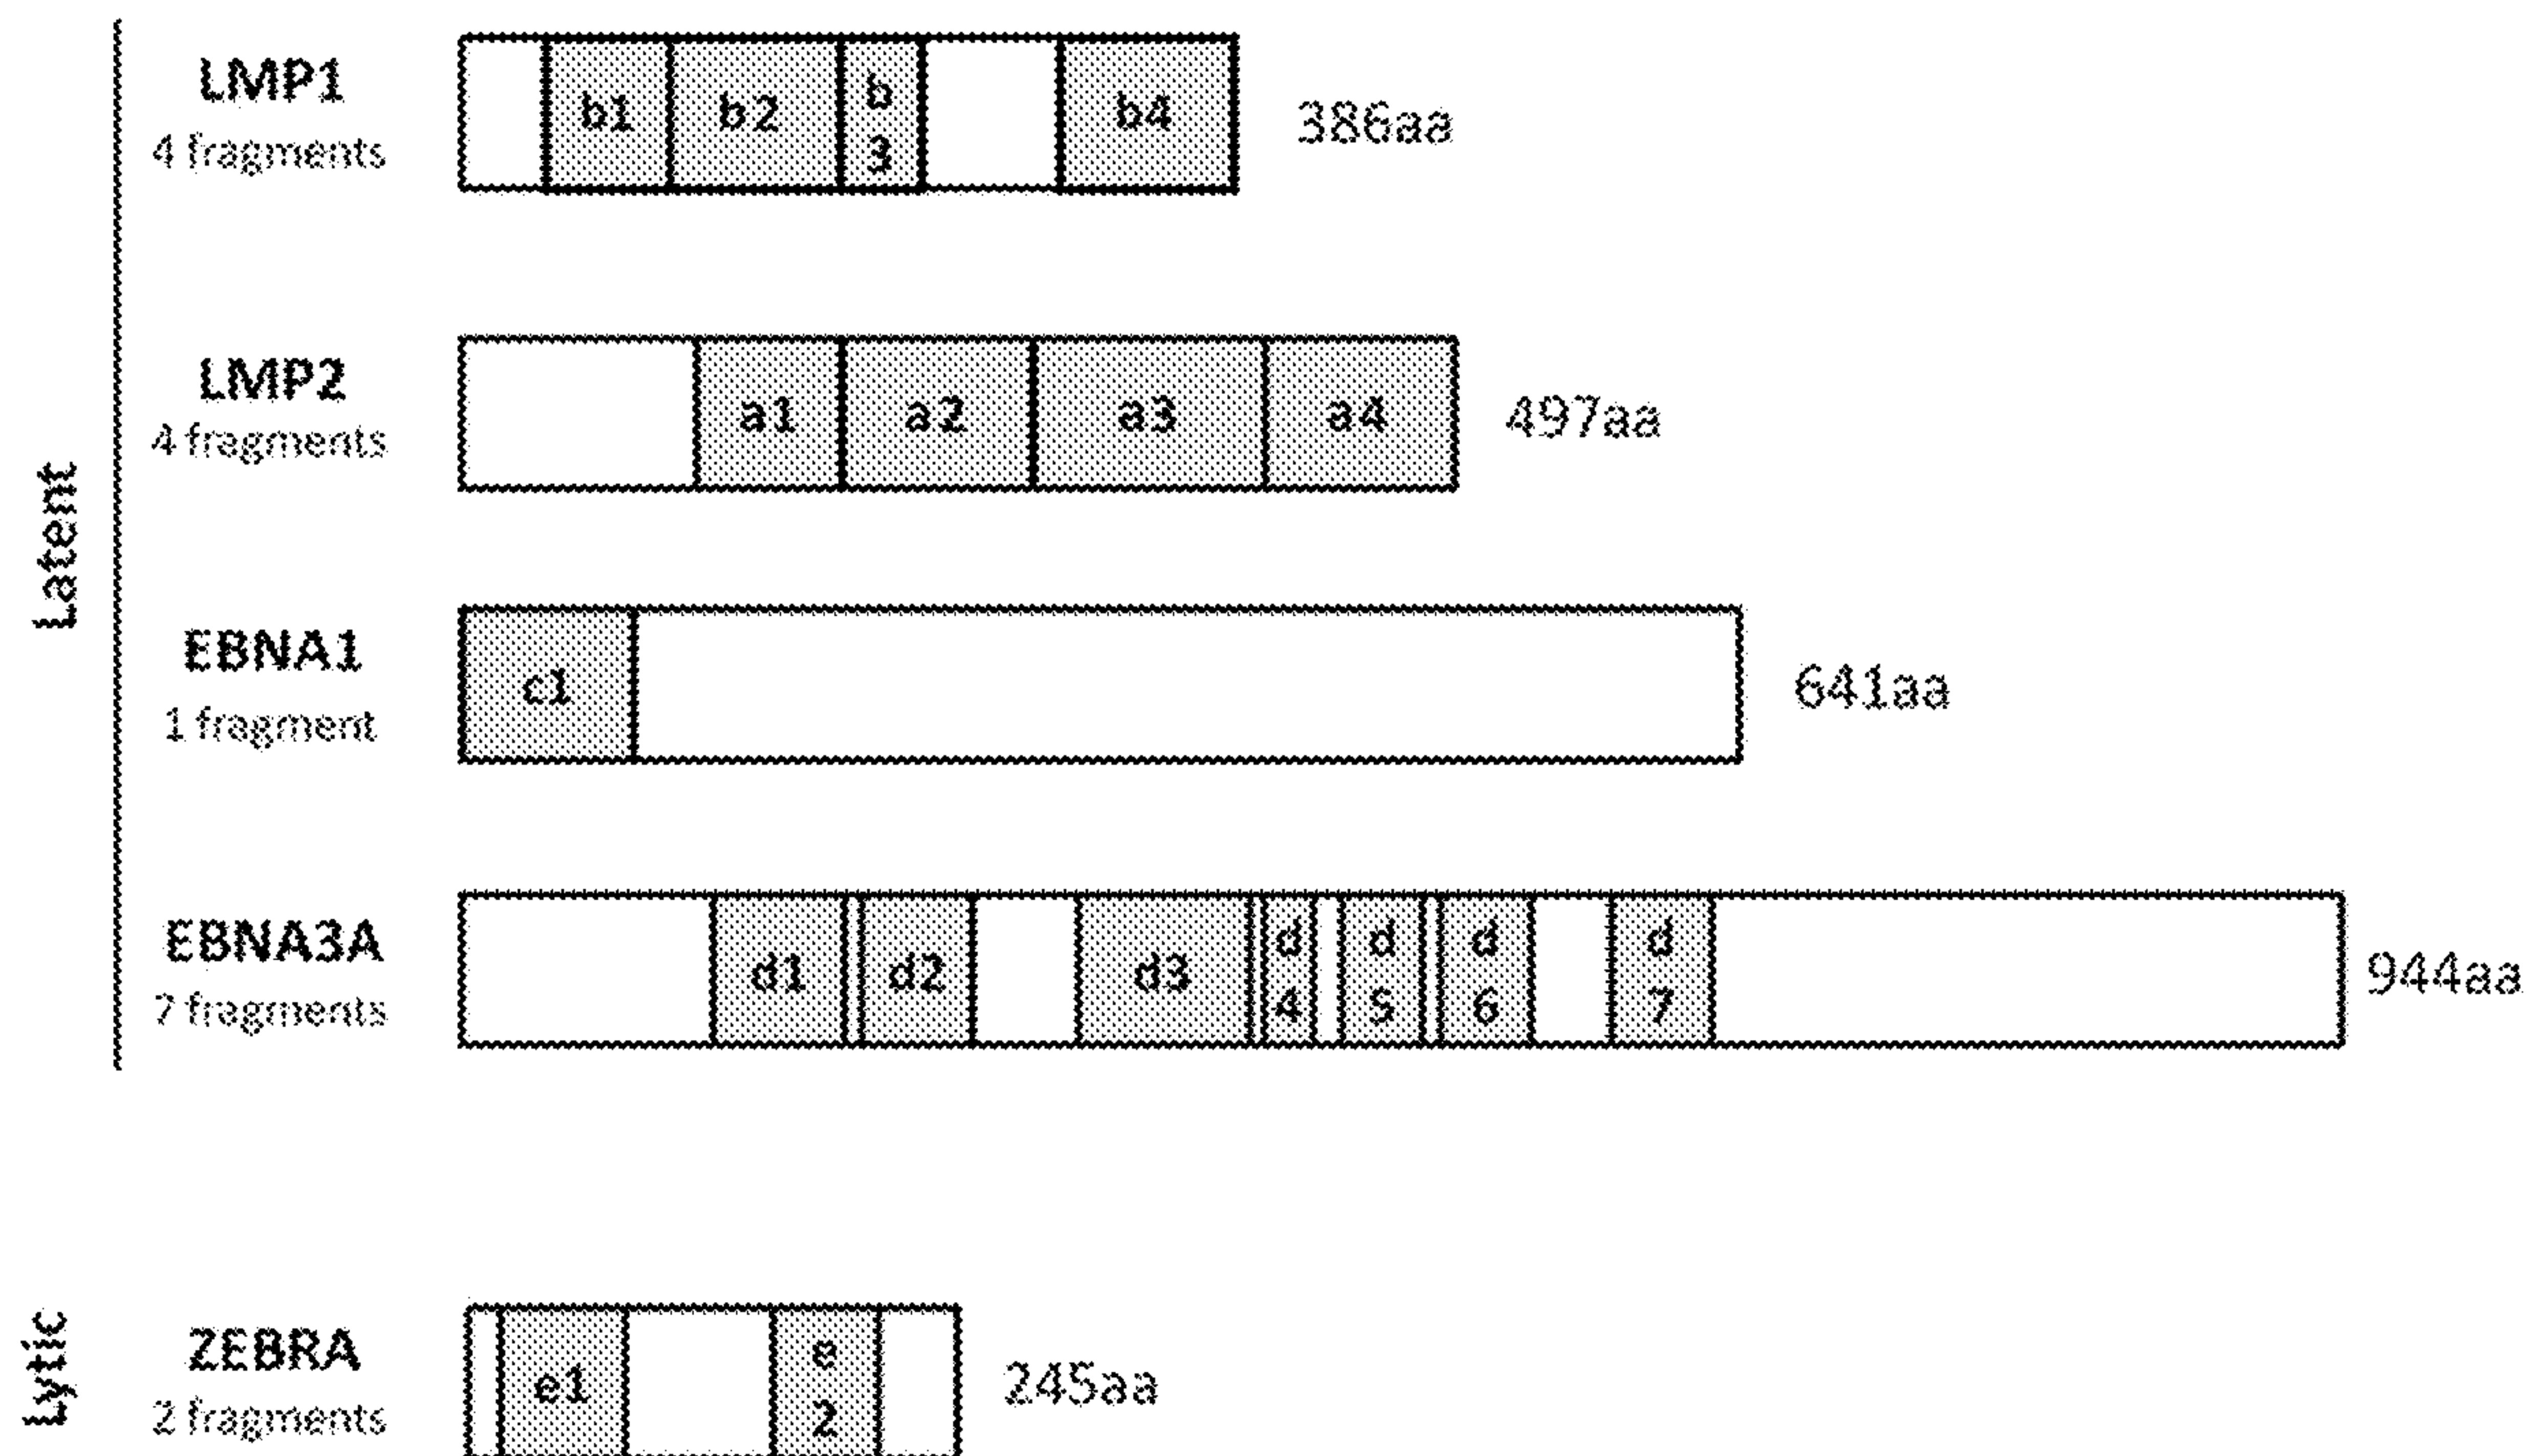 Latent
LMP1
4 fragments
b1
b2
b
3
b4
386aa
LMP2
4 fragments
a1
a2
a3
a4
497aa
EBNA1
1 fragment
c1
641aa
EBNA3A
7 fragments
d1
d2
d3
d
4
d
5
d
6
d
7
944aa
Lytic
ZEBRA
2 fragments
e1
e
2
245aa